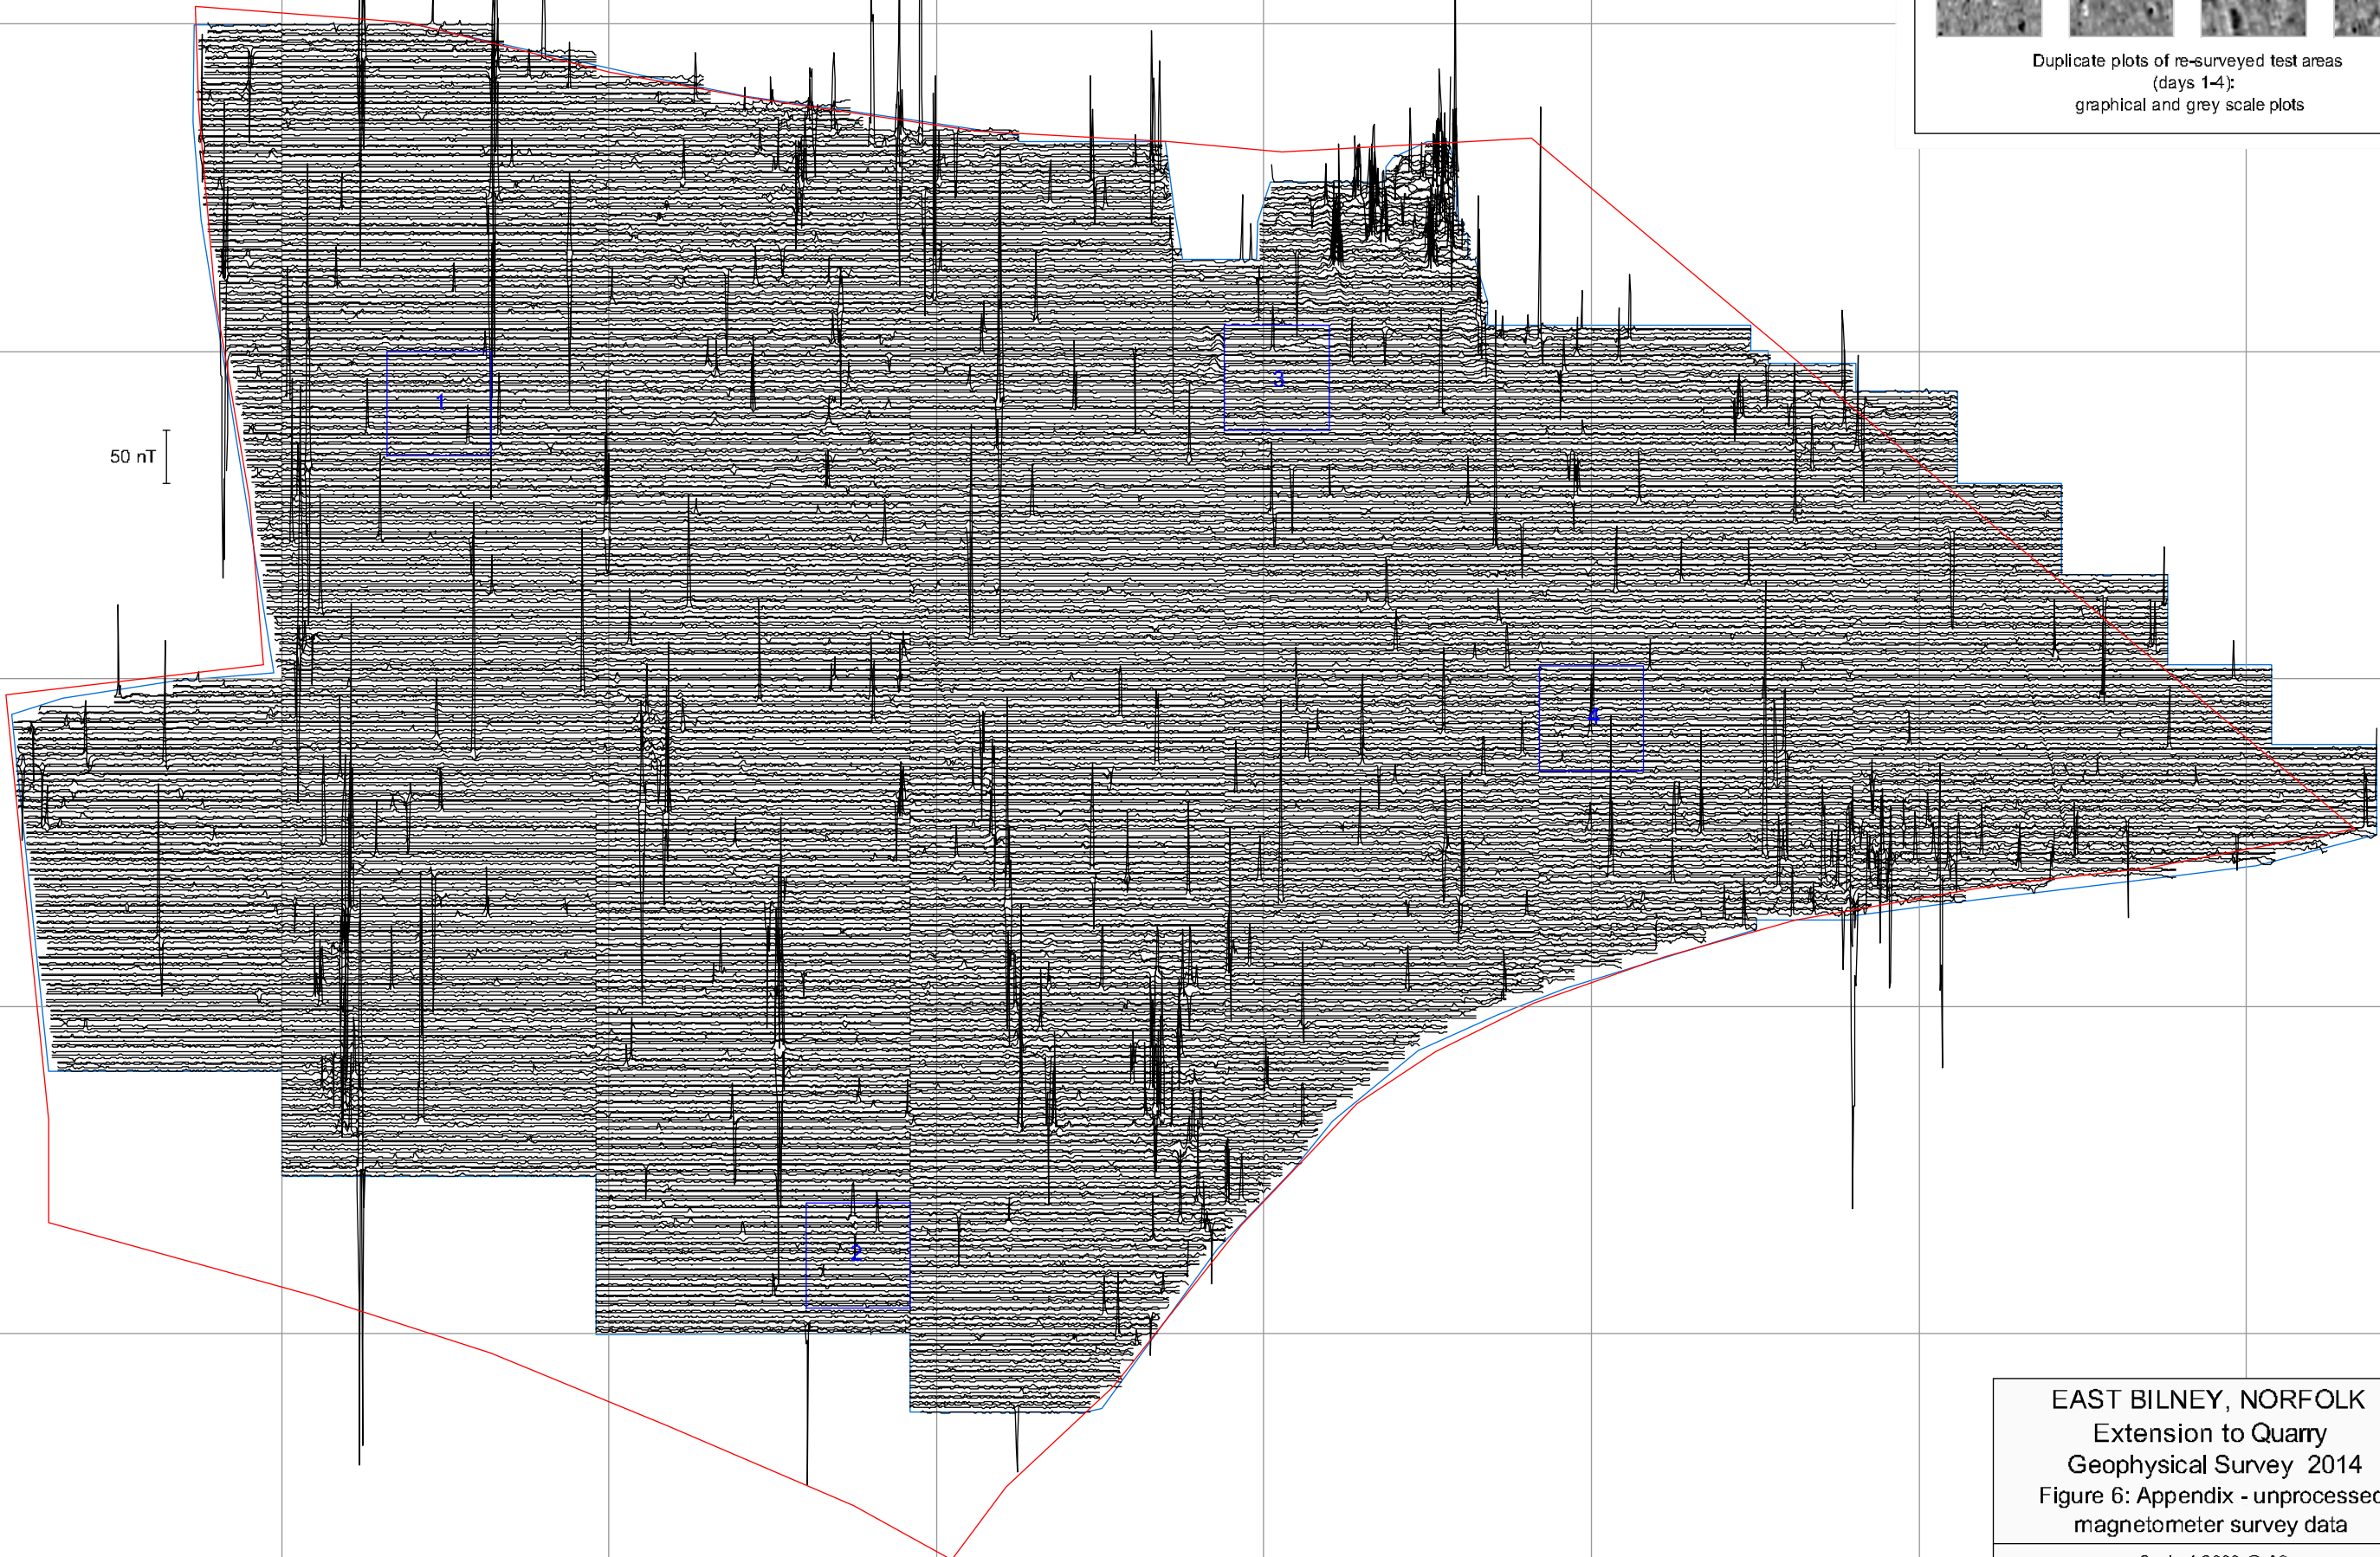 Duplicate plots of re-surveyed test areas
(days 1-4):
graphical and grey scale plots
1
3
50 nT
4
2
EAST BILNEY, NORFOLK
Extension to Quarry
Geophysical Survey 2014
Figure 6: Appendix - unprocessed
magnetometer survey data